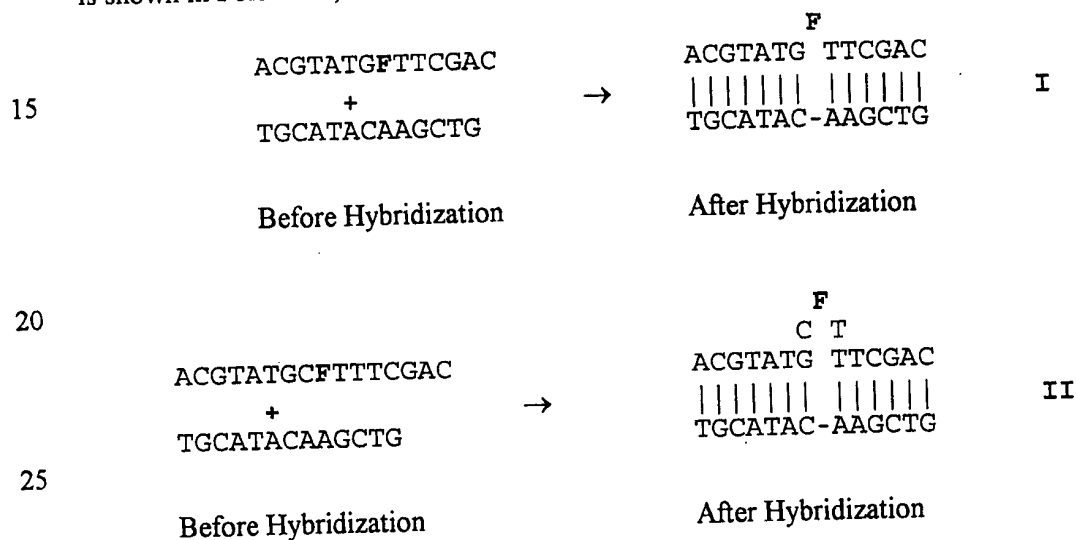 is shown in
F
ACGTATGFTTCGAC ACGTATG TTCGAC
15 + → ||||||| |||||| I
TGCATACAAGCTG TGCATAC-AAGCTG
Before Hybridization After Hybridization
20 F
C T
ACGTATGCFTTTCGAC ACGTATG TTCGAC
+ → ||||||| |||||| II
TGCATACAAGCTG TGCATAC-AAGCTG
25
Before Hybridization After Hybridization